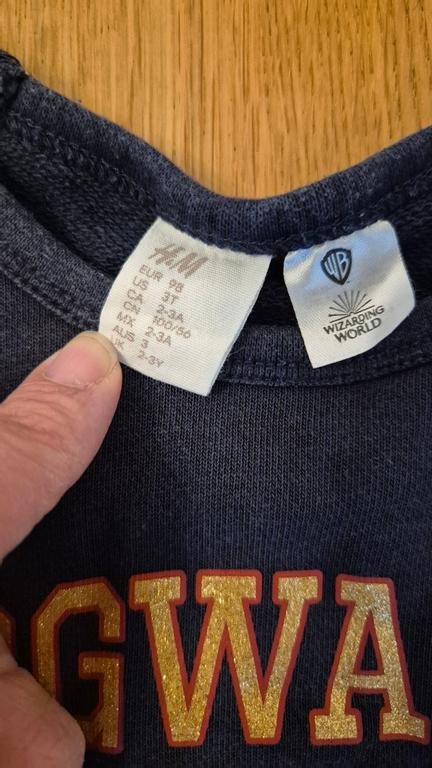 H&M
EUR 98
US 3T
CA 2-3A
CN 100/56
MX 2-3A
AUS 3
UK 2-3Y
WB
WIZARDING
WORLD
GWA